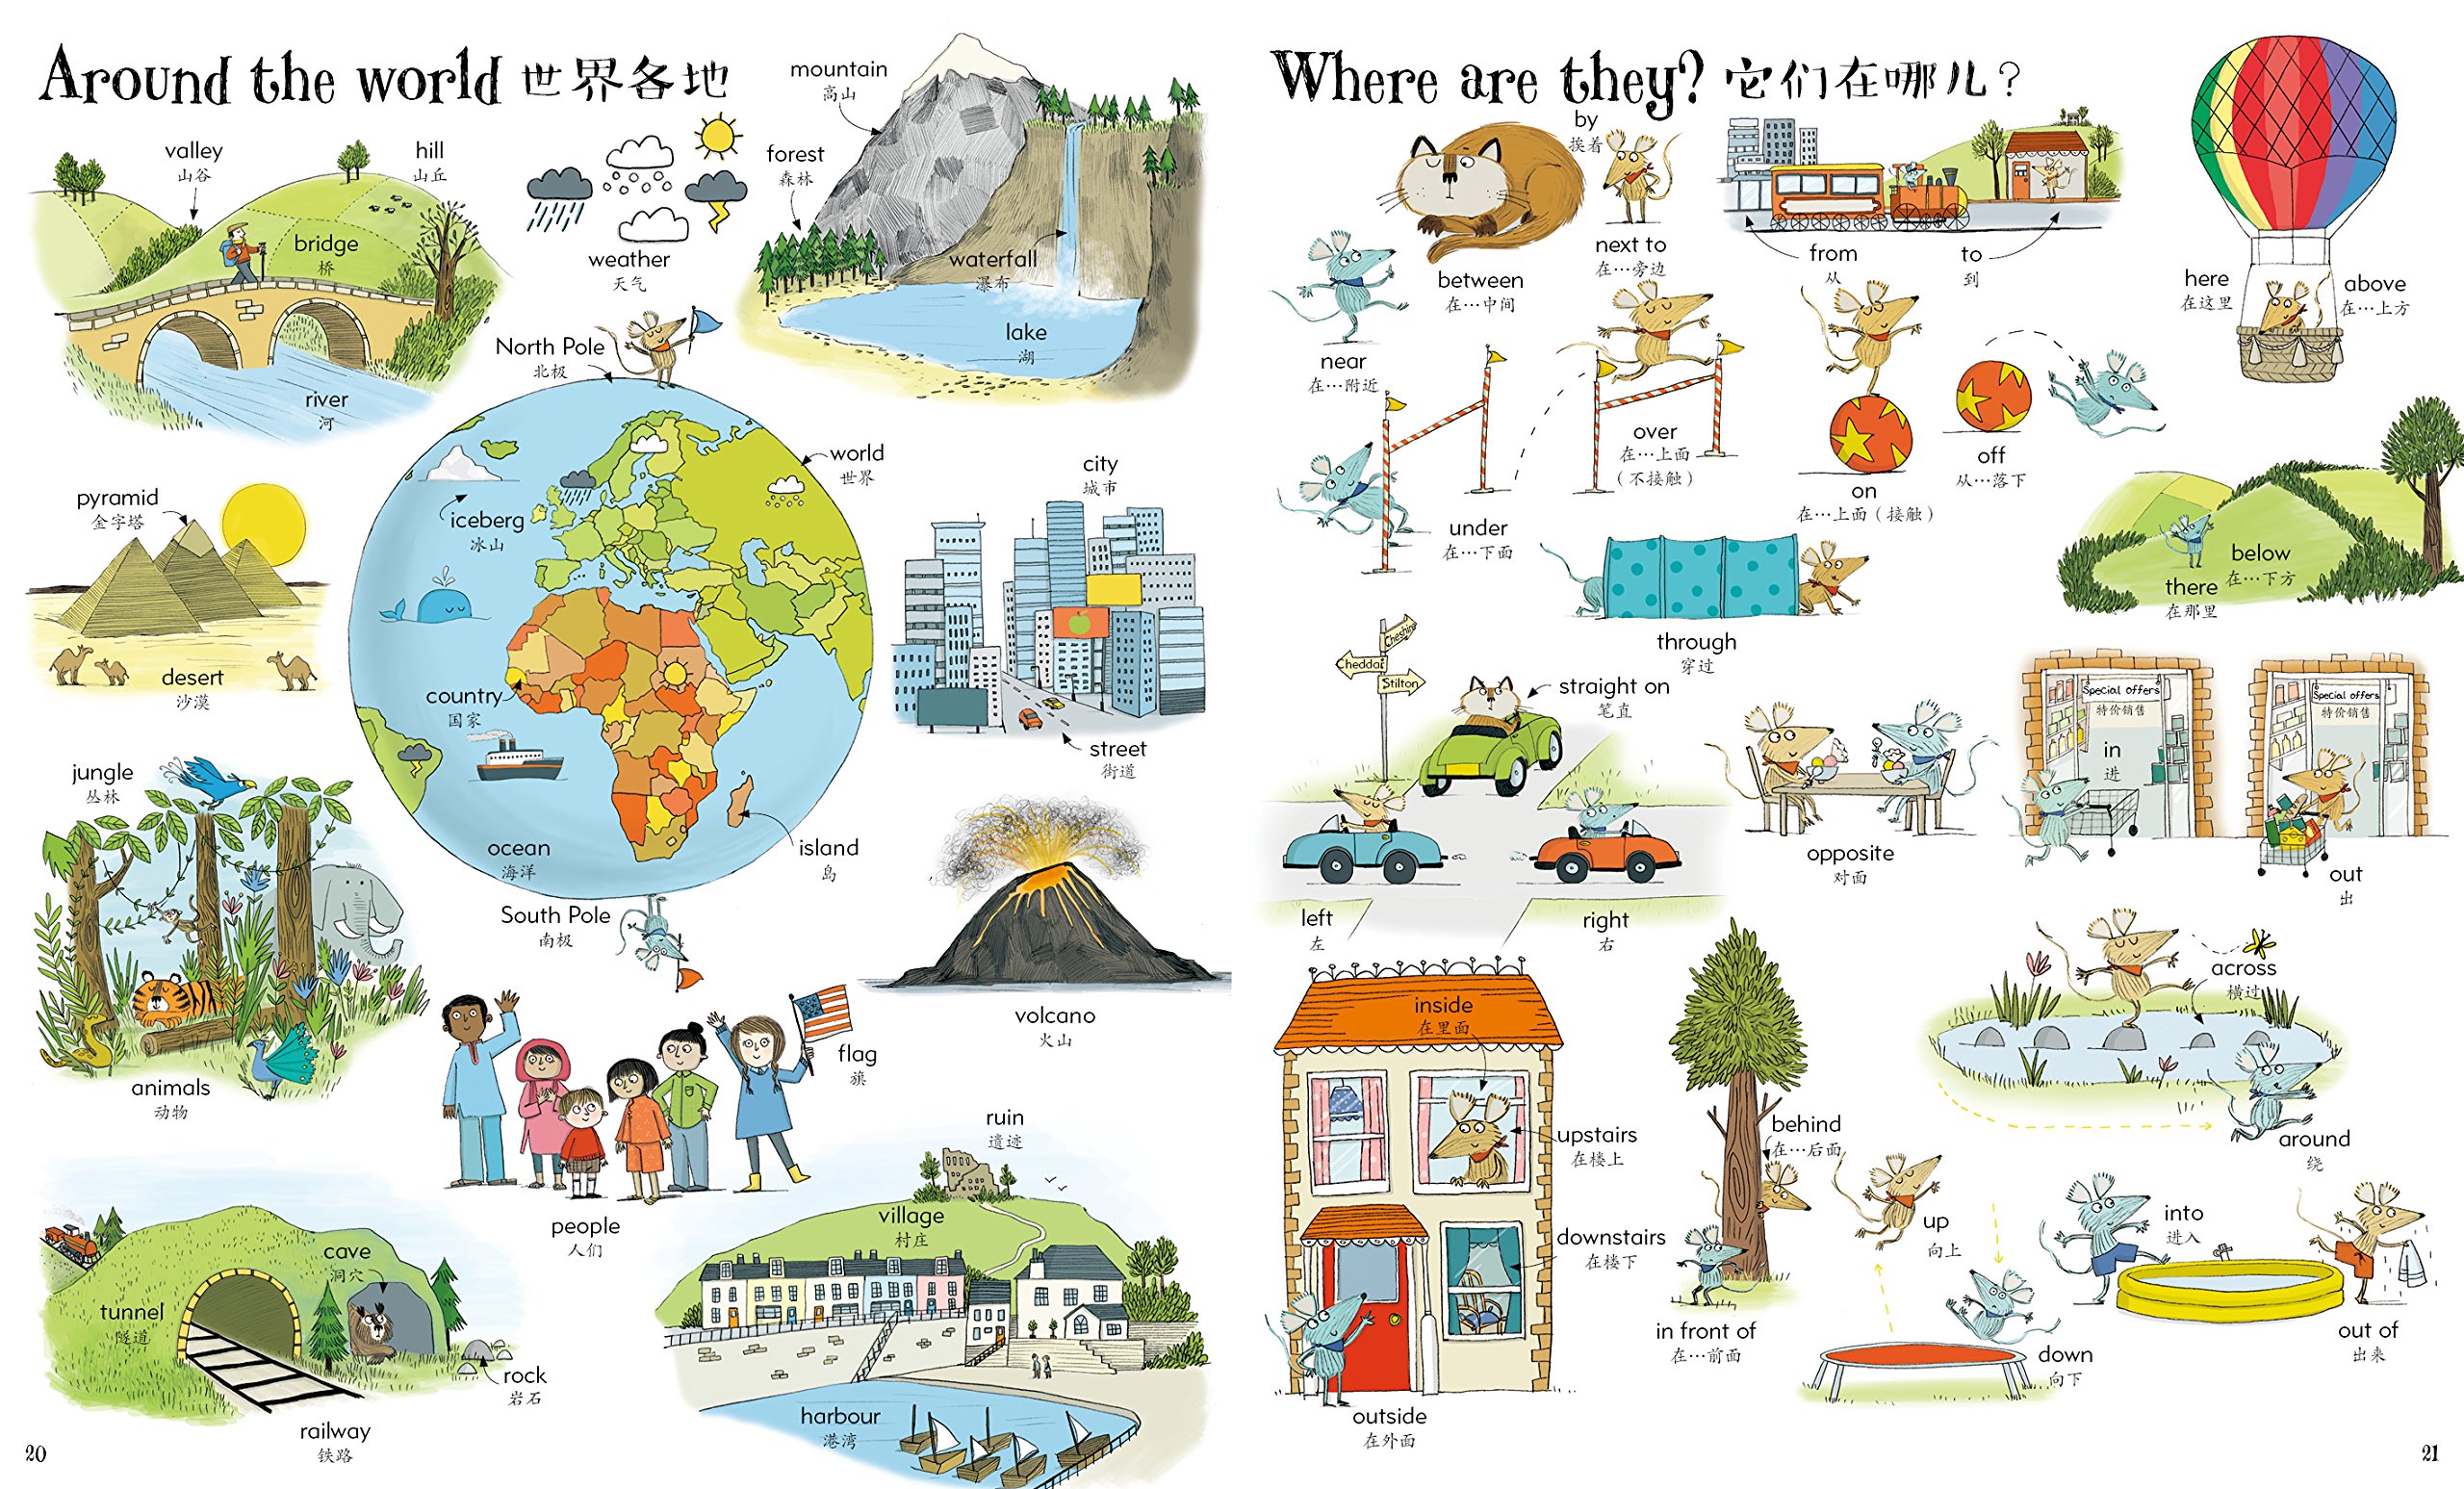 Around the world 世界各地
valley
山谷
hill
山丘
bridge
桥
river
河
weather
天气
mountain
高山
forest
森林
waterfall
瀑布
lake
湖
North Pole
北极
world
世界
iceberg
冰山
country
国家
ocean
海洋
island
岛
South Pole
南极
pyramid
金字塔
desert
沙漠
city
城市
street
街道
jungle
丛林
animals
动物
volcano
火山
flag
旗
people
人们
ruin
遗迹
village
村庄
harbour
港湾
cave
洞穴
tunnel
隧道
rock
岩石
railway
铁路
20
Where are they? 它们在哪儿?
by
挨着
between
在…中间
next to
在…旁边
near
在…附近
from
从
to
到
here
在这里
above
在…上方
under
在…下面
over
在…上面
(不接触)
on
在…上面(接触)
off
从…落下
through
穿过
below
在…下方
there
在那里
Cheshire
Cheddar
Stilton
straight on
笔直
left
左
right
右
opposite
对面
Special offers
特价销售
in
进
Special offers
特价销售
out
出
inside
在里面
upstairs
在楼上
downstairs
在楼下
outside
在外面
behind
在…后面
in front of
在…前面
across
横过
around
绕
up
向上
down
向下
into
进入
out of
出来
21